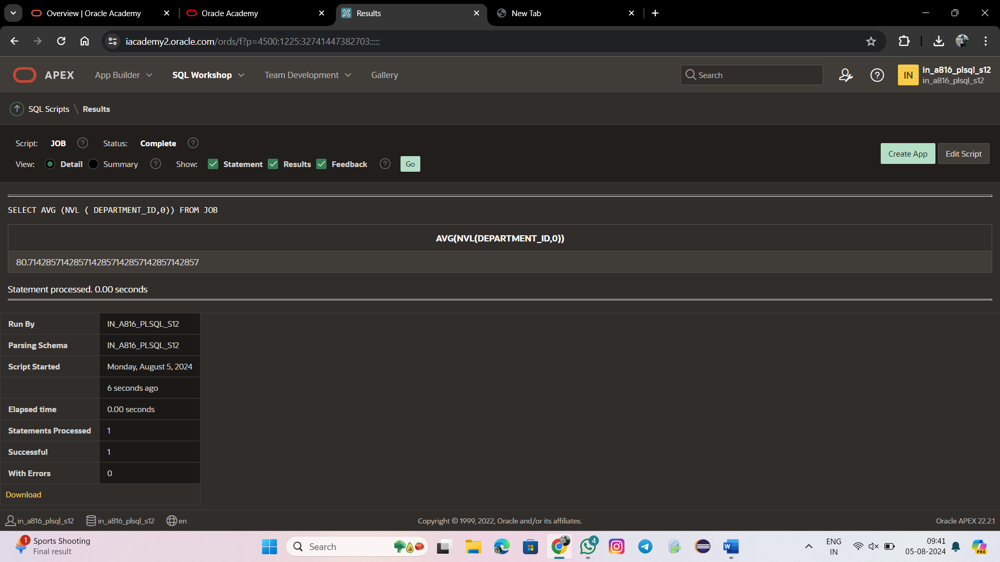 Overview | Oracle Academy
Oracle Academy
Results
New Tab
iacademy2.oracle.com/ords/f?p=4500:1225:32741447382703:::::
APEX
App Builder
SQL Workshop
Team Development
Gallery
Search
IN
in_a816_plsql_s12
in_a816_plsql_s12
SQL Scripts \ Results
Script: JOB ? Status: Complete ?
View: Detail Summary ? Show: Statement Results Feedback ? Go
Create App
Edit Script
SELECT AVG (NVL ( DEPARTMENT_ID,0)) FROM JOB
AVG(NVL(DEPARTMENT_ID,0))
80.7142857142857142857142857142857142857
Statement processed. 0.00 seconds
Run By IN_A816_PLSQL_S12
Parsing Schema IN_A816_PLSQL_S12
Script Started Monday, August 5, 2024
6 seconds ago
Elapsed time 0.00 seconds
Statements Processed 1
Successful 1
With Errors 0
Download
in_a816_plsql_s12 in_a816_plsql_s12 en
Copyright © 1999, 2022, Oracle and/or its affiliates.
Oracle APEX 22.2.1
1
Sports Shooting
Final result
Search
4
W
ENG
IN
09:41
05-08-2024
PRE